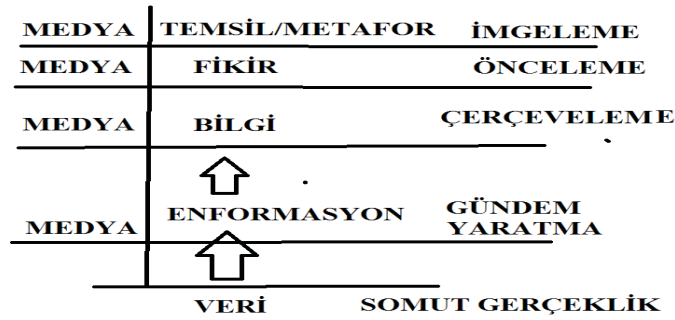 MEDYA TEMSİL/METAFOR İMGELEME
MEDYA FİKİR ÖNCELEME
MEDYA BİLGİ ÇERÇEVELEME
MEDYA ENFORMASYON GÜNDEM
YARATMA
VERİ SOMUT GERÇEKLİK